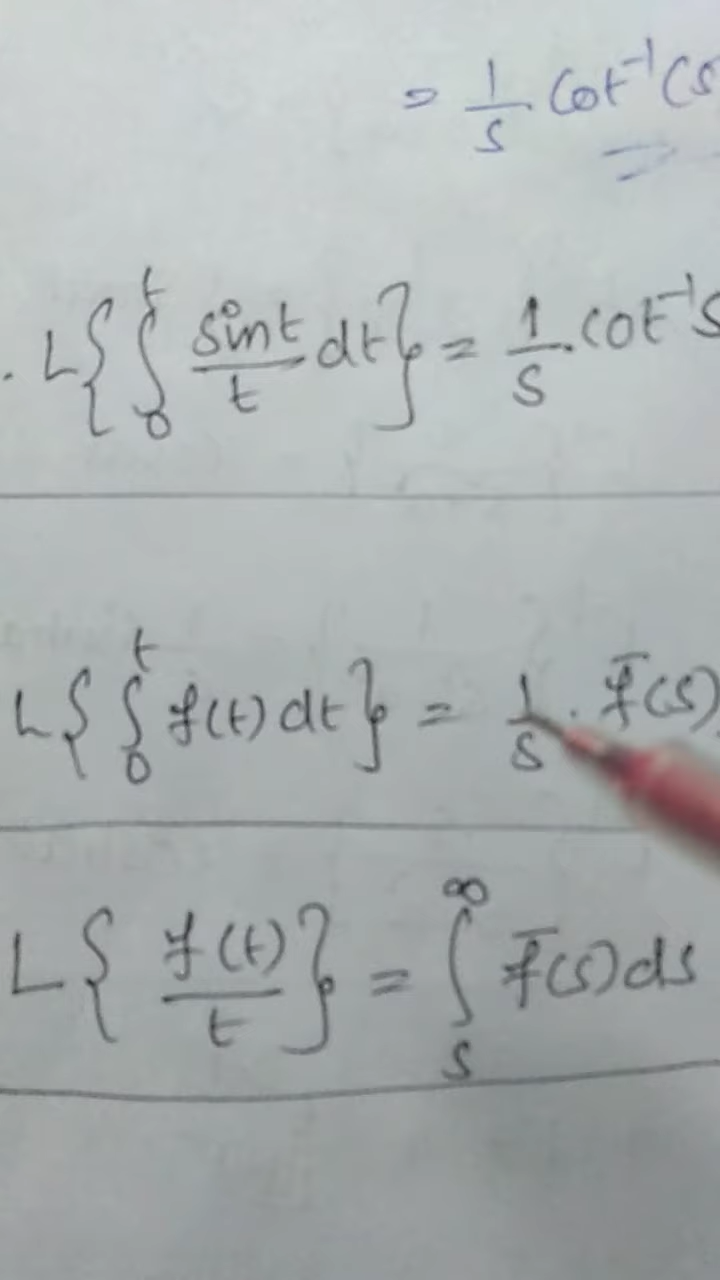 = 1/s cot⁻¹(s
. L{∫₀ᵗ sint/t dt} = 1/s . cot⁻¹s
L{∫₀ᵗ f(t) dt} = 1/s . f̄(s)
L{f(t)/t} = ∫ₛ^∞ f̄(s) ds